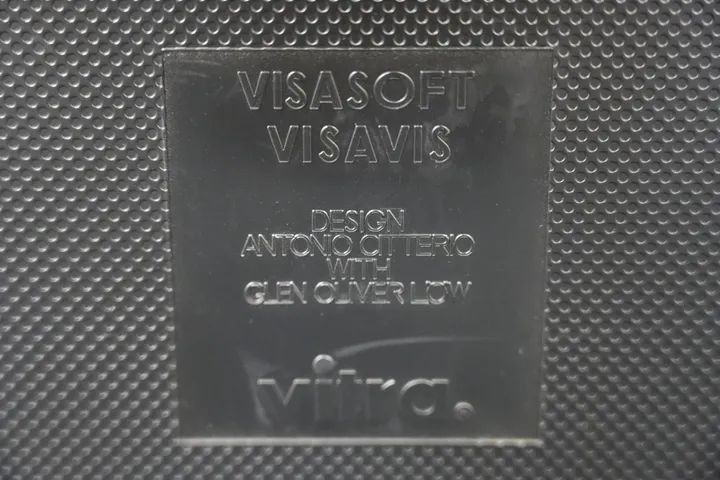 VISASOFT
VISAVIS
DESIGN
ANTONIO CITTERIO
WITH
GLEN OLIVER LÖW
vitra.